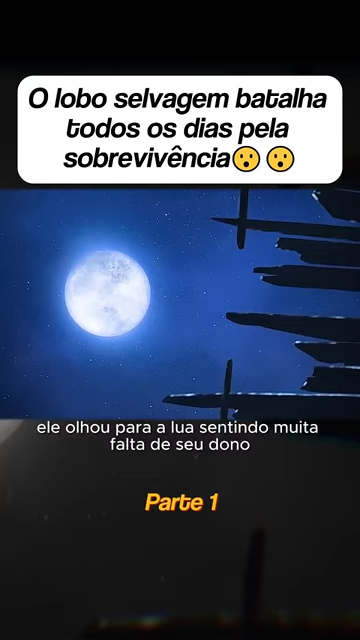 O lobo selvagem batalha
todos os dias pela
sobrevivência😮😮
ele olhou para a lua sentindo muita
falta de seu dono
Parte 1